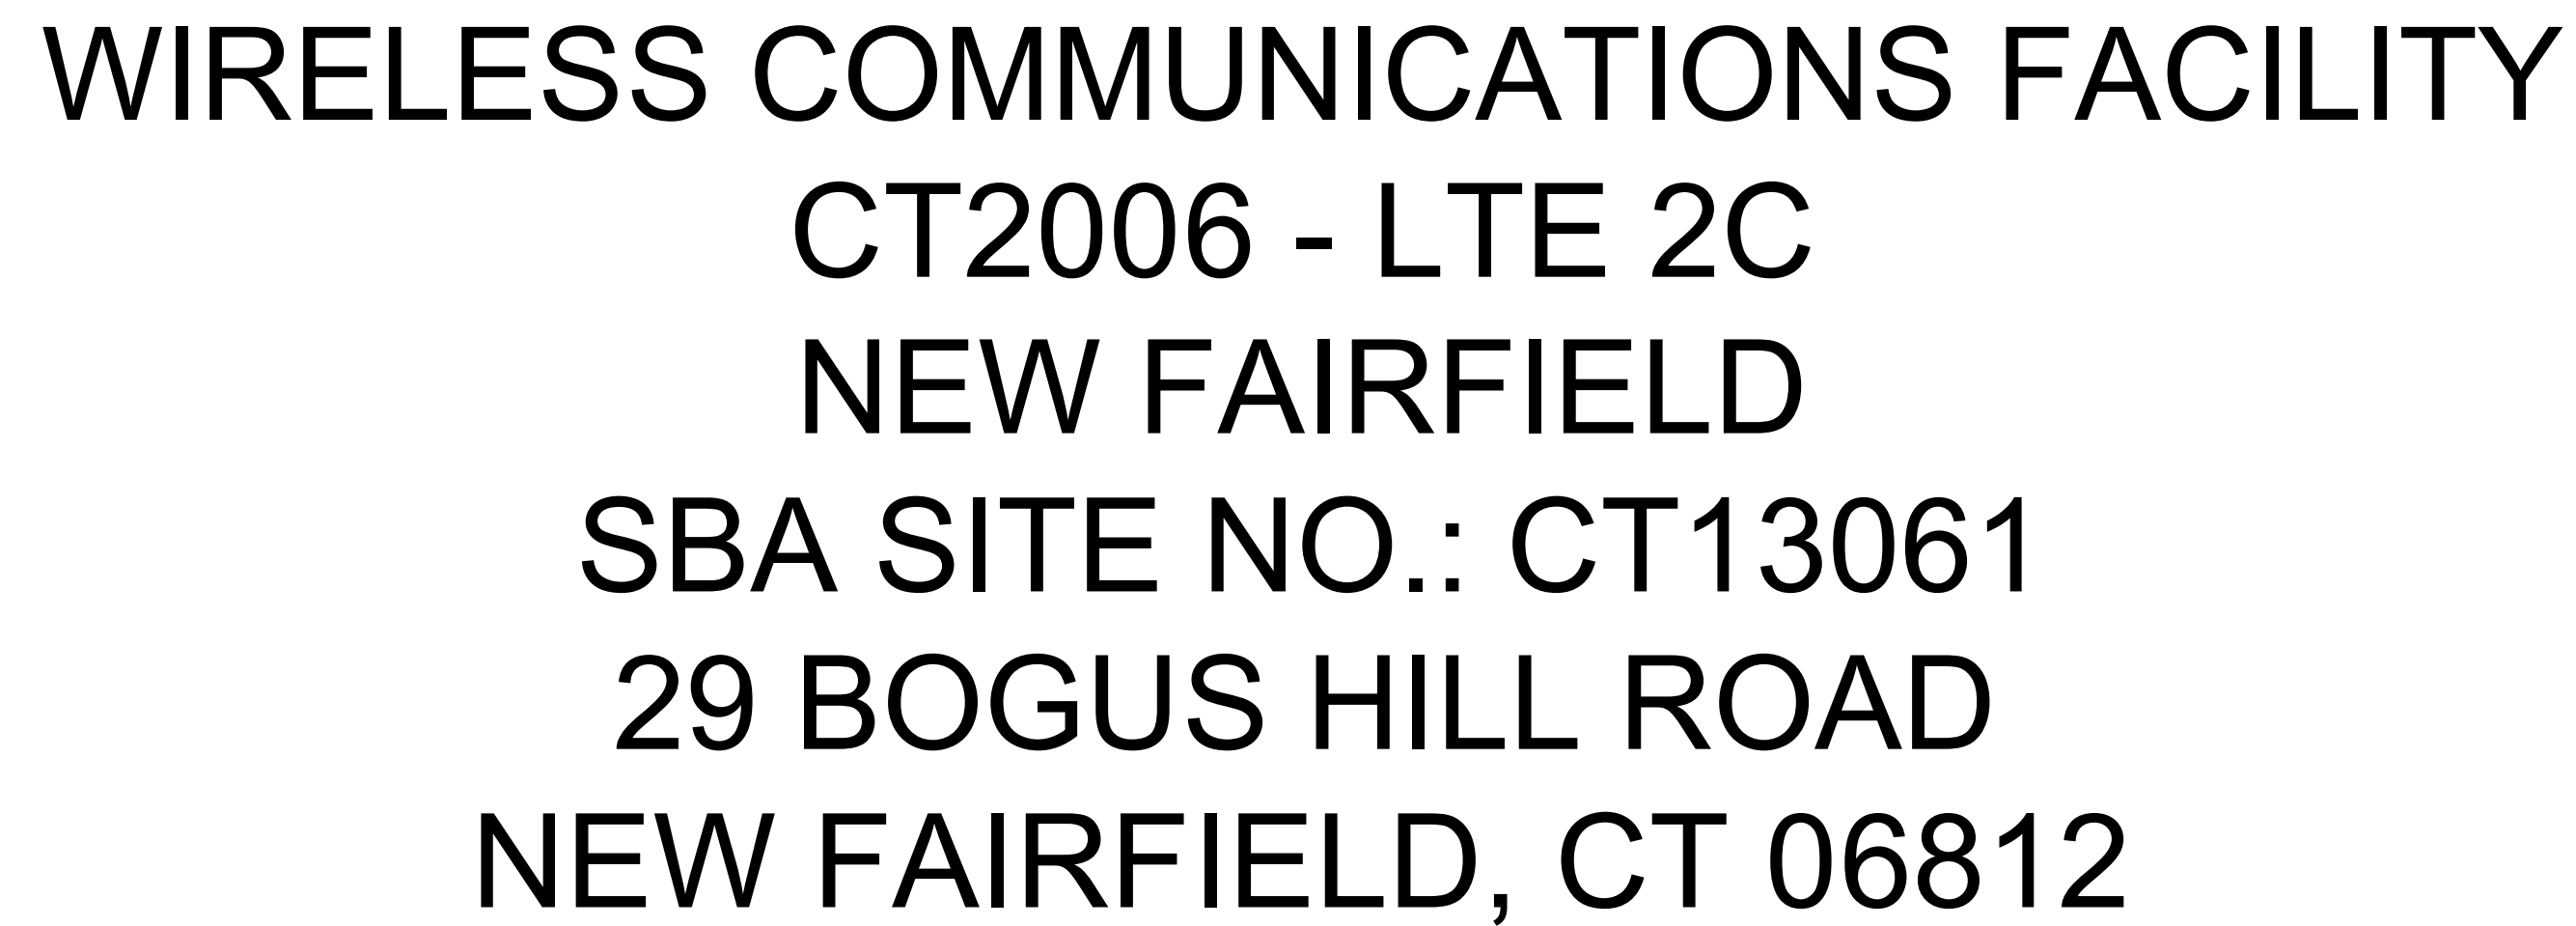 WIRELESS COMMUNICATIONS FACILITY
CT2006 - LTE 2C
NEW FAIRFIELD
SBA SITE NO.: CT13061
29 BOGUS HILL ROAD
NEW FAIRFIELD, CT 06812